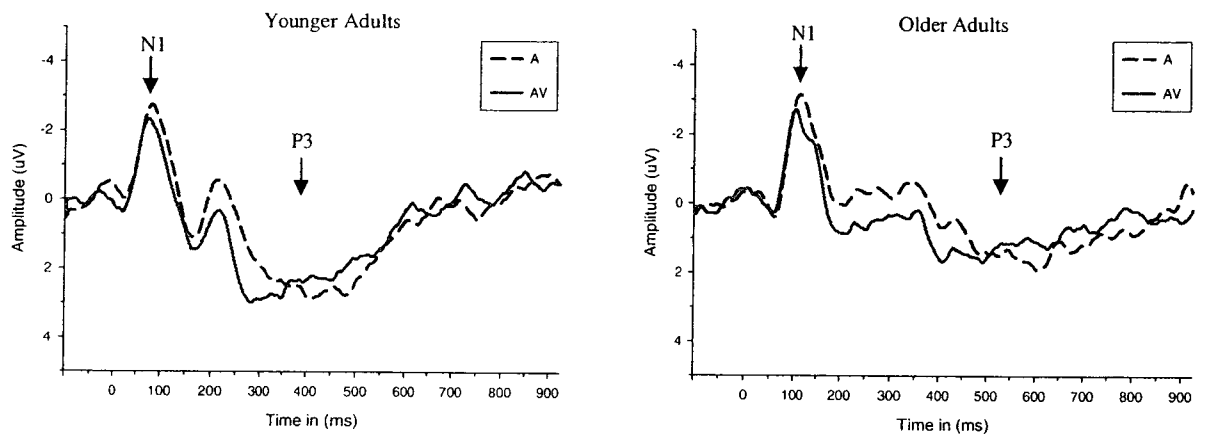 Younger Adults
N1
P3
A
AV
-4
-2
0
2
4
Amplitude (uV)
0 100 200 300 400 500 600 700 800 900
Time in (ms)
Older Adults
N1
P3
A
AV
-4
-2
0
2
4
Amplitude (uV)
0 100 200 300 400 500 600 700 800 900
Time in (ms)